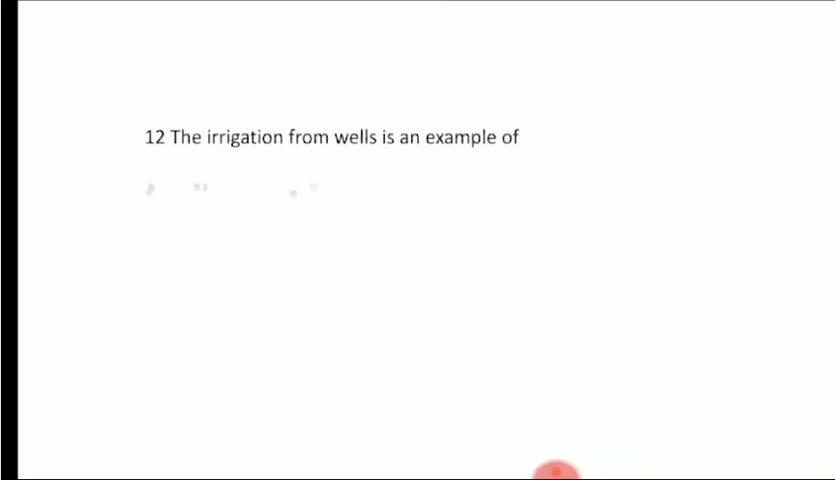 12 The irrigation from wells is an example of